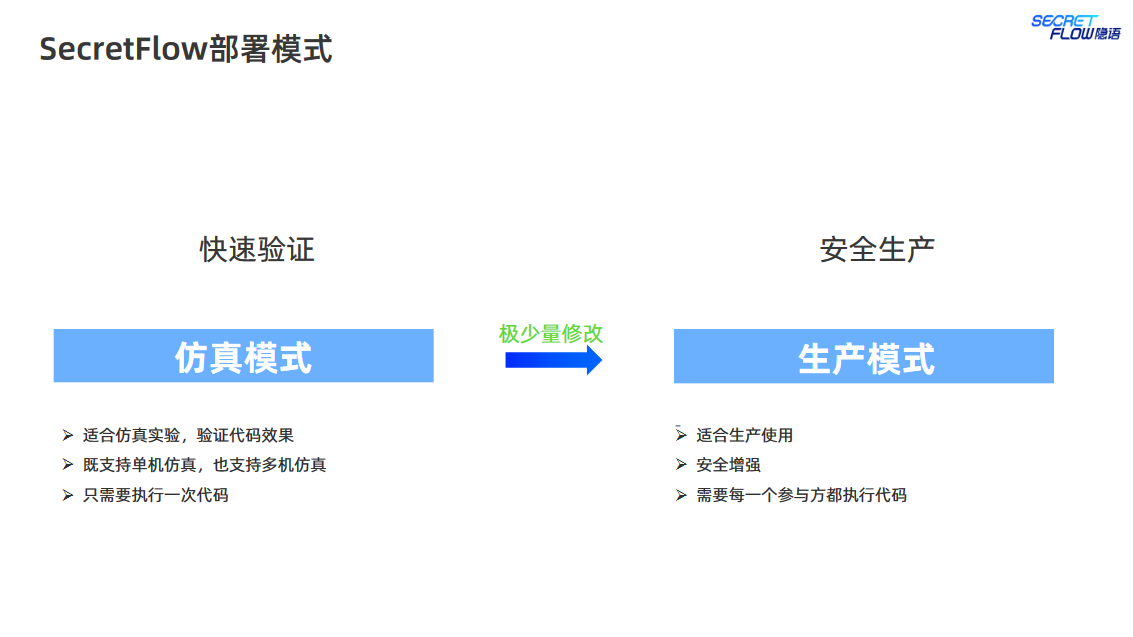 SecretFlow部署模式
SECRET
FLOW隐语
快速验证
安全生产
极少量修改
仿真模式
生产模式
适合仿真实验，验证代码效果
既支持单机仿真，也支持多机仿真
只需要执行一次代码
适合生产使用
安全增强
需要每一个参与方都执行代码